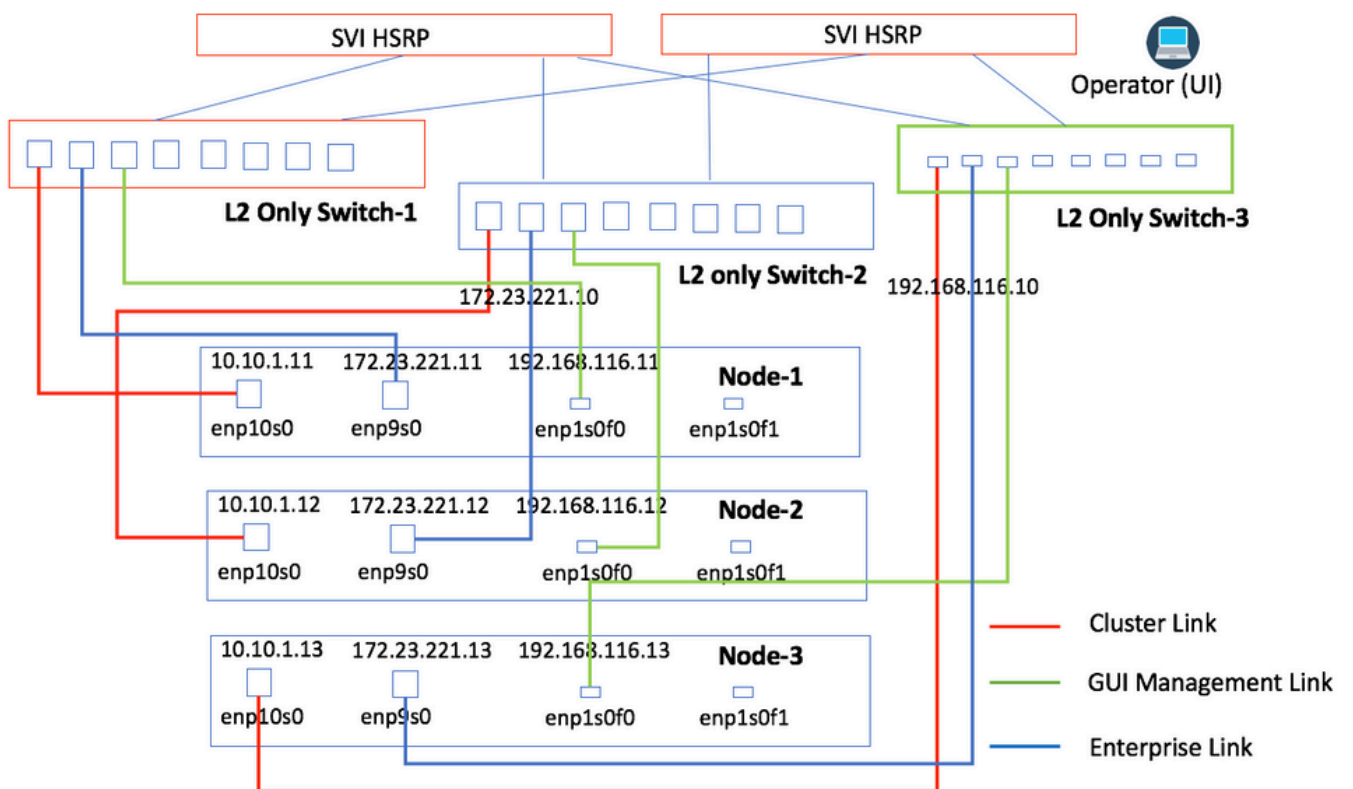 SVI HSRP
SVI HSRP
Operator (UI)
L2 Only Switch-1
L2 only Switch-2
L2 Only Switch-3
172.23.221.10
192.168.116.10
10.10.1.11 172.23.221.11 192.168.116.11 Node-1
enp10s0 enp9s0 enp1s0f0 enp1s0f1
10.10.1.12 172.23.221.12 192.168.116.12 Node-2
enp10s0 enp9s0 enp1s0f0 enp1s0f1
10.10.1.13 172.23.221.13 192.168.116.13 Node-3
enp10s0 enp9s0 enp1s0f0 enp1s0f1
Cluster Link
GUI Management Link
Enterprise Link